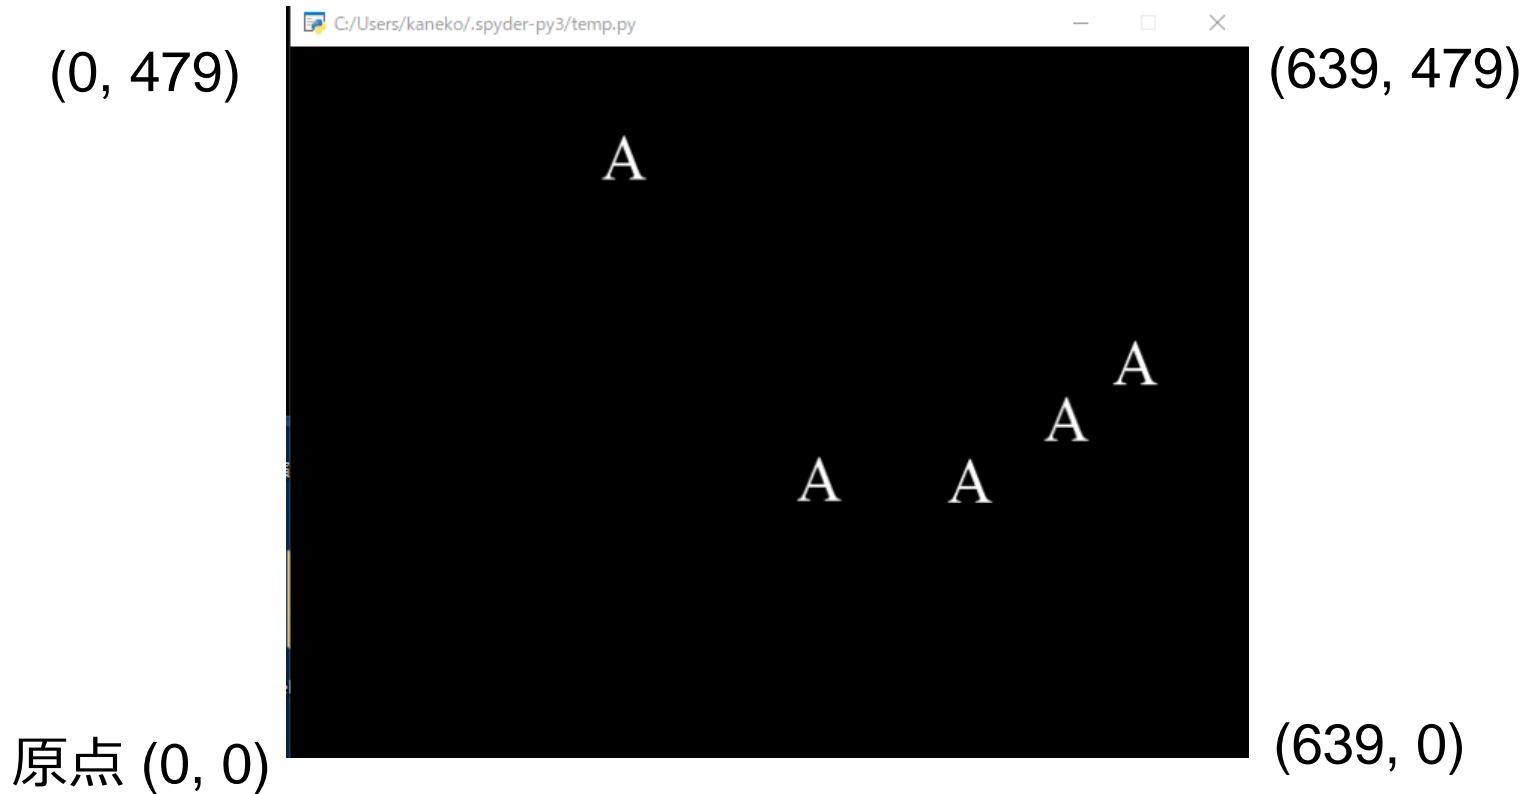 C:/Users/kaneko/.spyder-py3/temp.py
(0, 479)
(639, 479)
A
A
A
A
A
原点 (0, 0)
(639, 0)